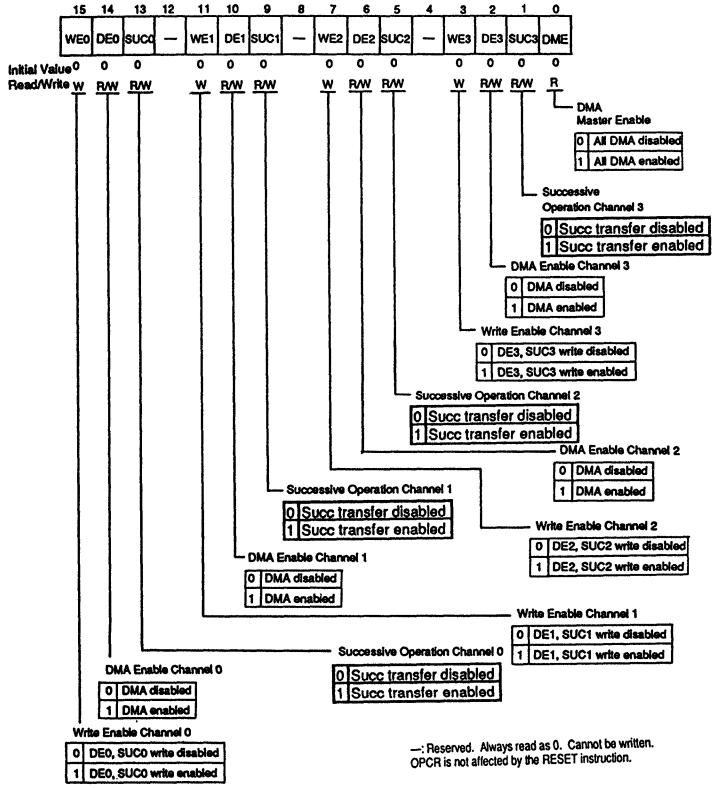 15 14 13 12 11 10 9 8 7 6 5 4 3 2 1 0
WE0 DE0 SUC0 — WE1 DE1 SUC1 — WE2 DE2 SUC2 — WE3 DE3 SUC3 DME
Initial Value 0 0 0 0 0 0 0 0 0 0 0 0 0
Read/Write W R/W R/W W R/W R/W W R/W R/W W R/W R/W R
DMA
Master Enable
0 All DMA disabled
1 All DMA enabled
Successive
Operation Channel 3
0 Succ transfer disabled
1 Succ transfer enabled
DMA Enable Channel 3
0 DMA disabled
1 DMA enabled
Write Enable Channel 3
0 DE3, SUC3 write disabled
1 DE3, SUC3 write enabled
Successive Operation Channel 2
0 Succ transfer disabled
1 Succ transfer enabled
DMA Enable Channel 2
0 DMA disabled
1 DMA enabled
Successive Operation Channel 1
0 Succ transfer disabled
1 Succ transfer enabled
Write Enable Channel 2
0 DE2, SUC2 write disabled
1 DE2, SUC2 write enabled
DMA Enable Channel 1
0 DMA disabled
1 DMA enabled
Write Enable Channel 1
0 DE1, SUC1 write disabled
1 DE1, SUC1 write enabled
Successive Operation Channel 0
0 Succ transfer disabled
1 Succ transfer enabled
DMA Enable Channel 0
0 DMA disabled
1 DMA enabled
Write Enable Channel 0
0 DE0, SUC0 write disabled
1 DE0, SUC0 write enabled
—: Reserved. Always read as 0. Cannot be written.
OPCR is not affected by the RESET instruction.